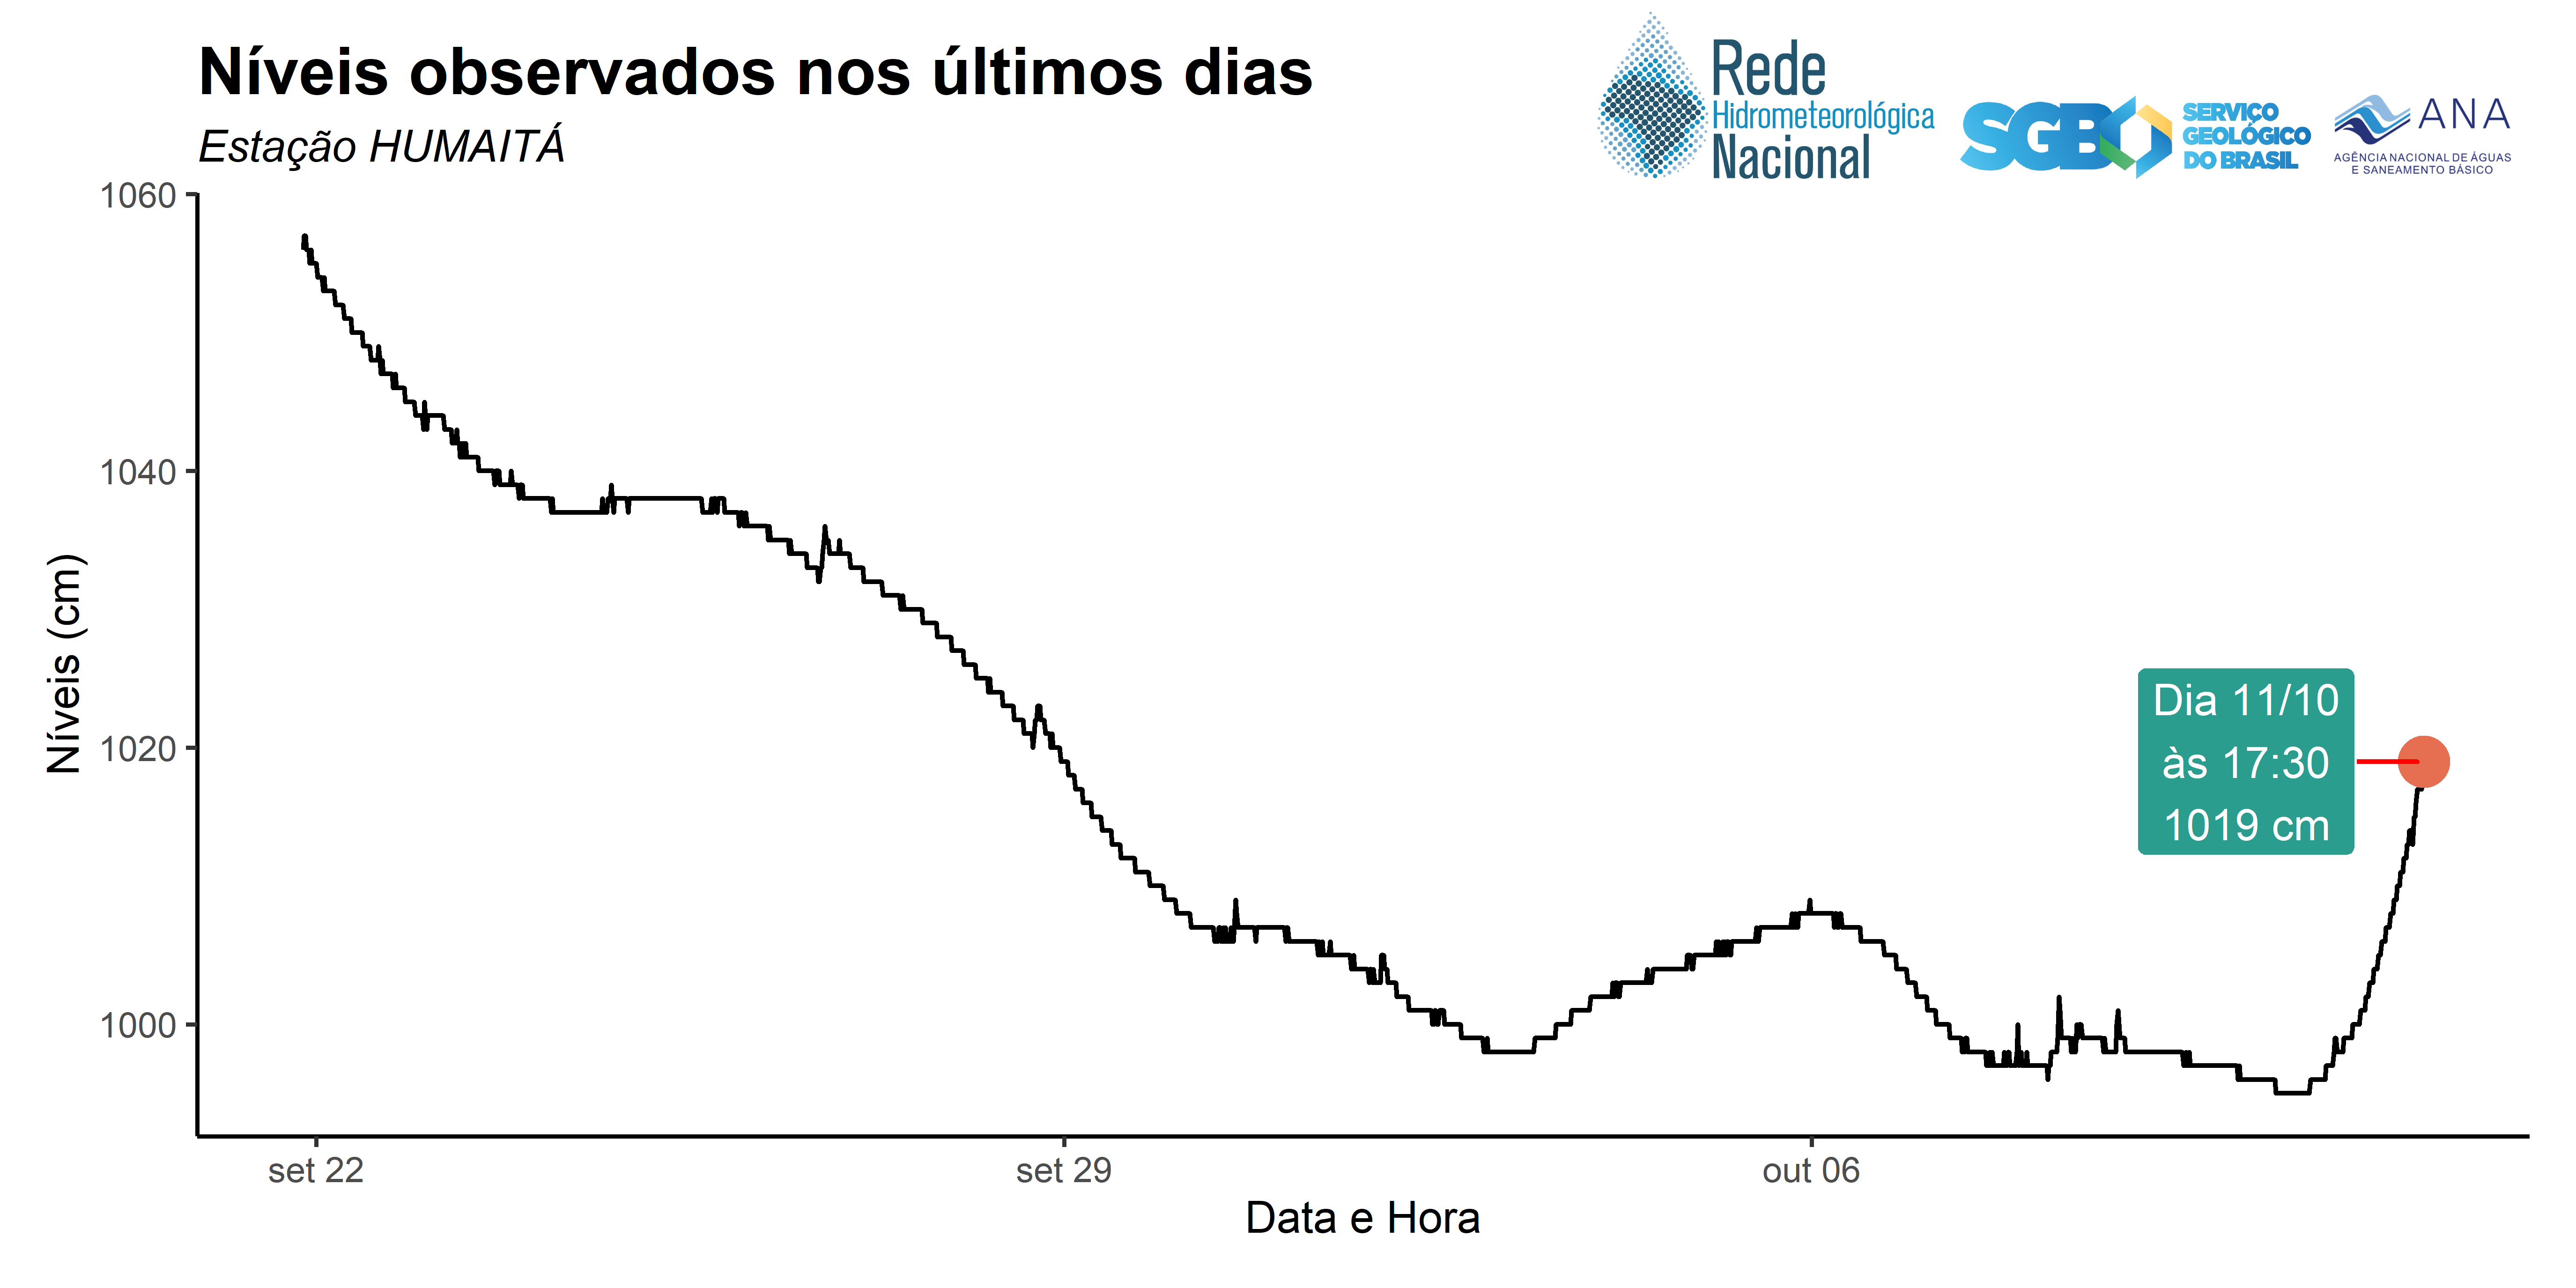 Níveis observados nos últimos dias
Estação HUMAITÁ
Rede
Hidrometeorológica
Nacional
SGB
SERVIÇO
GEOLÓGICO
DO BRASIL
ANA
AGÊNCIA NACIONAL DE ÁGUAS
E SANEAMENTO BÁSICO
Níveis (cm)
1060
1040
1020
1000
Dia 11/10
às 17:30
1019 cm
set 22
set 29
out 06
Data e Hora